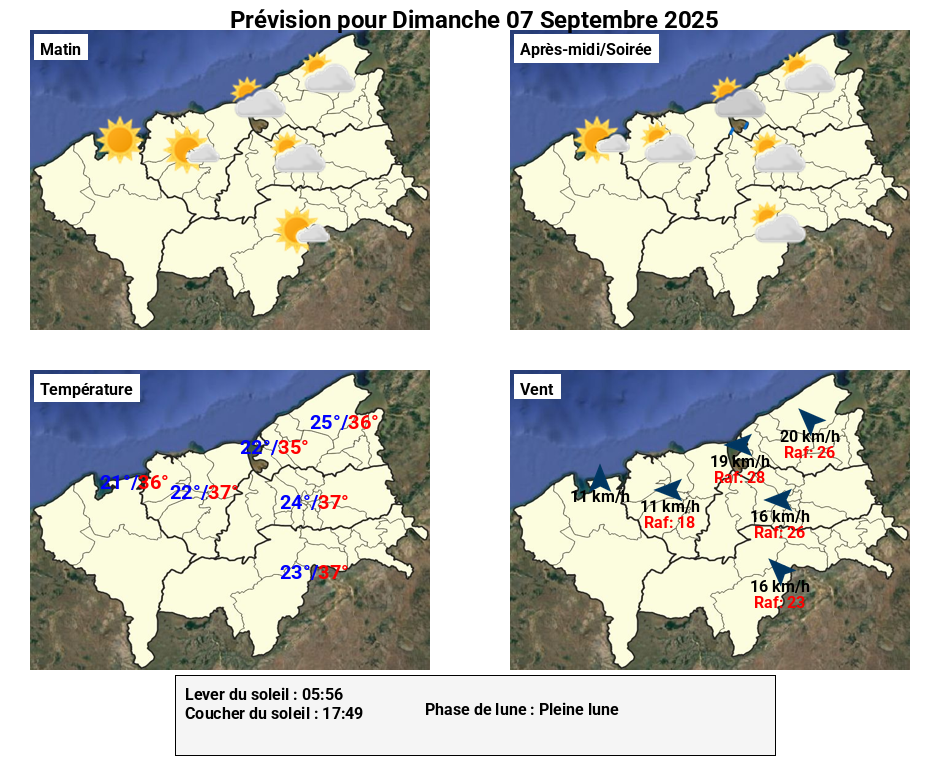 Prévision pour Dimanche 07 Septembre 2025
Matin
Après-midi/Soirée
Température
25°/36°
22°/35°
21°/36°
22°/37°
24°/37°
23°/37°
Vent
20 km/h
Raf: 26
19 km/h
Raf: 28
11 km/h
11 km/h
Raf: 18
16 km/h
Raf: 26
16 km/h
Raf: 23
Lever du soleil : 05:56
Coucher du soleil : 17:49
Phase de lune : Pleine lune